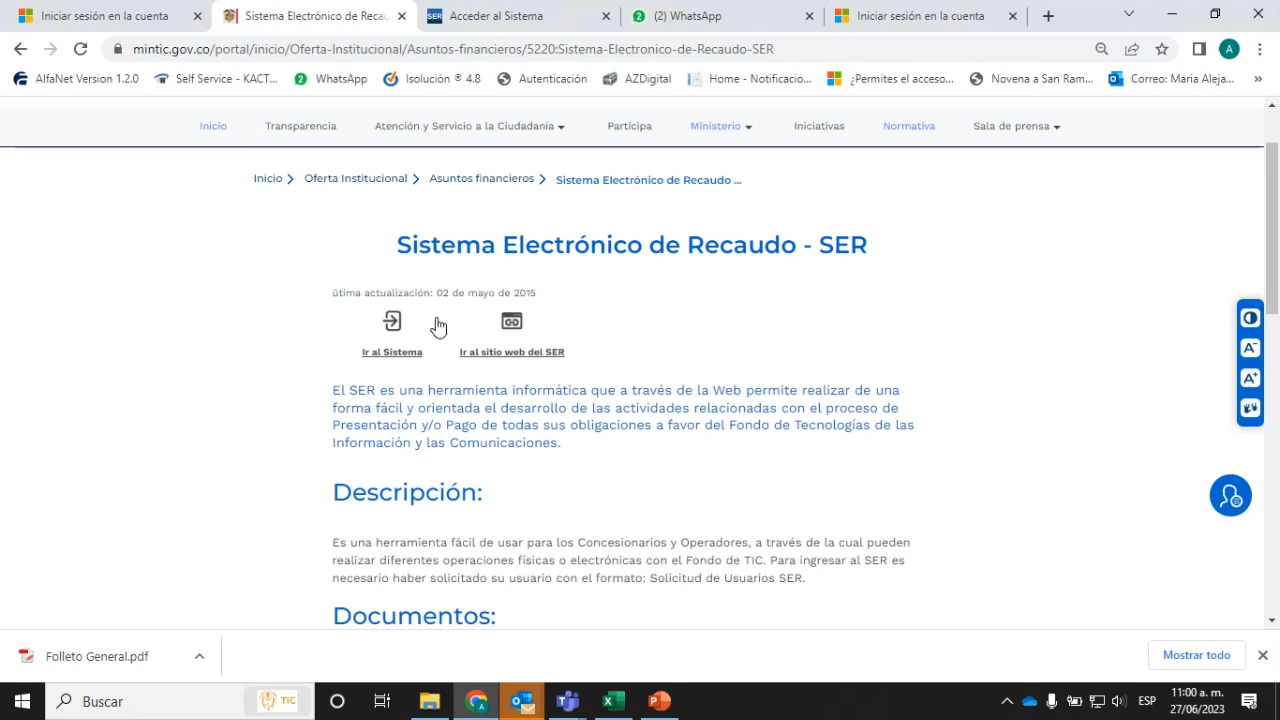 Iniciar sesión en la cuenta
Sistema Electrónico de Recau
SER
Acceder al Sistema
2
(2) WhatsApp
Iniciar sesión en la cuenta
mintic.gov.co/portal/inicio/Oferta-Institucional/Asuntos-financieros/5220:Sistema-Electronico-de-Recaudo-SER
A
AlfaNet Version 1.2.0
Self Service - KACT...
2
WhatsApp
Isolución ® 4.8
Autenticación
AZDigital
Home - Notificacio...
¿Permites el acceso...
Novena a San Ram...
Correo: Maria Aleja...
»
Inicio
Transparencia
Atención y Servicio a la Ciudadanía
Participa
Ministerio
Iniciativas
Normativa
Sala de prensa
Inicio
Oferta Institucional
Asuntos financieros
Sistema Electrónico de Recaudo ...
Sistema Electrónico de Recaudo - SER
útima actualización: 02 de mayo de 2015
Ir al Sistema
Ir al sitio web del SER
El SER es una herramienta informática que a través de la Web permite realizar de una
forma fácil y orientada el desarrollo de las actividades relacionadas con el proceso de
Presentación y/o Pago de todas sus obligaciones a favor del Fondo de Tecnologías de las
Información y las Comunicaciones.
A-
A+
Descripción:
Es una herramienta fácil de usar para los Concesionarios y Operadores, a través de la cual pueden
realizar diferentes operaciones físicas o electrónicas con el Fondo de TIC. Para ingresar al SER es
necesario haber solicitado su usuario con el formato: Solicitud de Usuarios SER.
Documentos:
Folleto General.pdf
Mostrar todo
Buscar
TIC
ESP
11:00 a. m.
27/06/2023